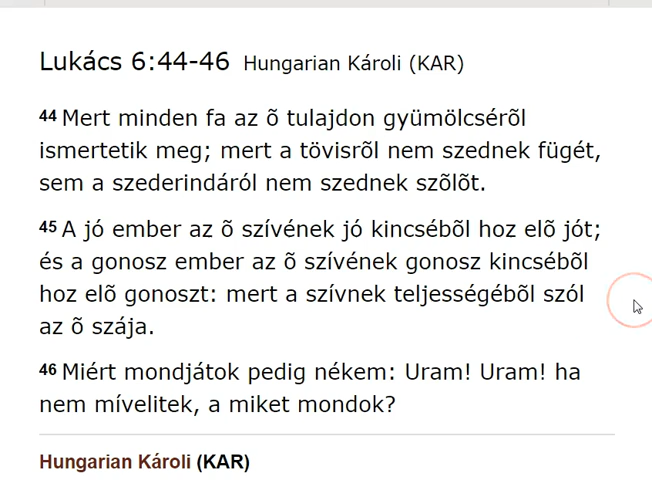 Lukács 6:44-46 Hungarian Károli (KAR)
44 Mert minden fa az õ tulajdon gyümölcsérõl
ismertetik meg; mert a tövisrõl nem szednek fügét,
sem a szederindáról nem szednek szõlõt.
45 A jó ember az õ szívének jó kincsébõl hoz elõ jót;
és a gonosz ember az õ szívének gonosz kincsébõl
hoz elõ gonoszt: mert a szívnek teljességébõl szól
az õ szája.
46 Miért mondjátok pedig nékem: Uram! Uram! ha
nem mívelitek, a miket mondok?
Hungarian Károli (KAR)